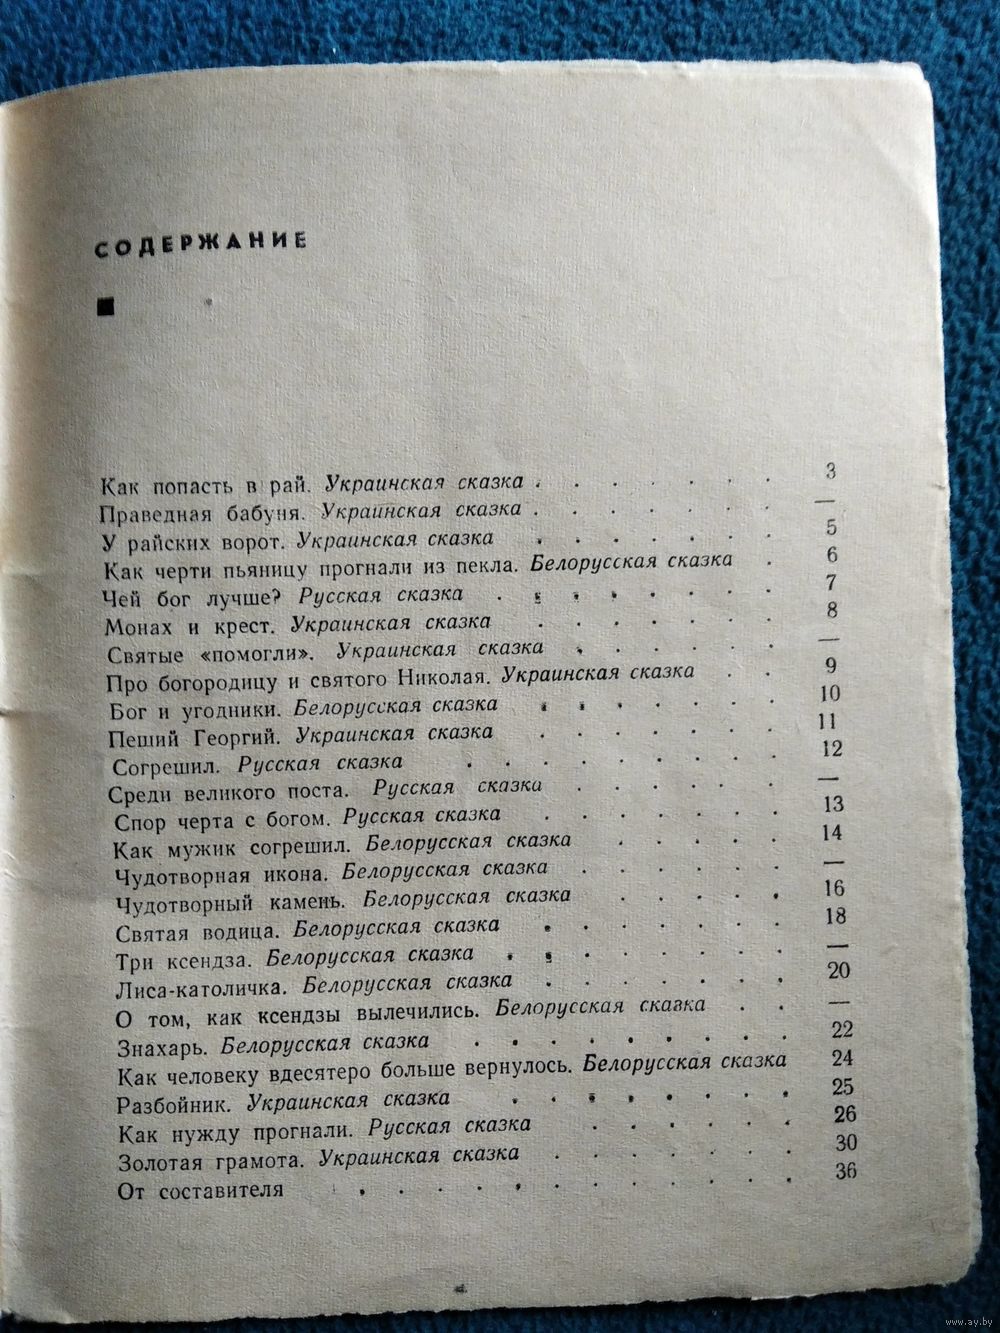 СОДЕРЖАНИЕ
Как попасть в рай. Украинская сказка . . . . . . . 3
Праведная бабуня. Украинская сказка . . . . . . . —
У райских ворот. Украинская сказка . . . . . . . 5
Как черти пьяницу прогнали из пекла. Белорусская сказка . 6
Чей бог лучше? Русская сказка . . . . . . . . 7
Монах и крест. Украинская сказка . . . . . . . 8
Святые «помогли». Украинская сказка . . . . . . —
Про богородицу и святого Николая. Украинская сказка . . 9
Бог и угодники. Белорусская сказка . . . . . . . 10
Пеший Георгий. Украинская сказка . . . . . . . 11
Согрешил. Русская сказка . . . . . . . . . 12
Среди великого поста. Русская сказка . . . . . . —
Спор черта с богом. Русская сказка . . . . . . . 13
Как мужик согрешил. Белорусская сказка . . . . . 14
Чудотворная икона. Белорусская сказка . . . . . . —
Чудотворный камень. Белорусская сказка . . . . . 16
Святая водица. Белорусская сказка . . . . . . . 18
Три ксендза. Белорусская сказка . . . . . . . . —
Лиса-католичка. Белорусская сказка . . . . . . . 20
О том, как ксендзы вылечились. Белорусская сказка . . —
Знахарь. Белорусская сказка . . . . . . . . . 22
Как человеку вдесятеро больше вернулось. Белорусская сказка 24
Разбойник. Украинская сказка . . . . . . . . 25
Как нужду прогнали. Русская сказка . . . . . . 26
Золотая грамота. Украинская сказка . . . . . . . 30
От составителя . . . . . . . . . . . . 36
www.ay.by